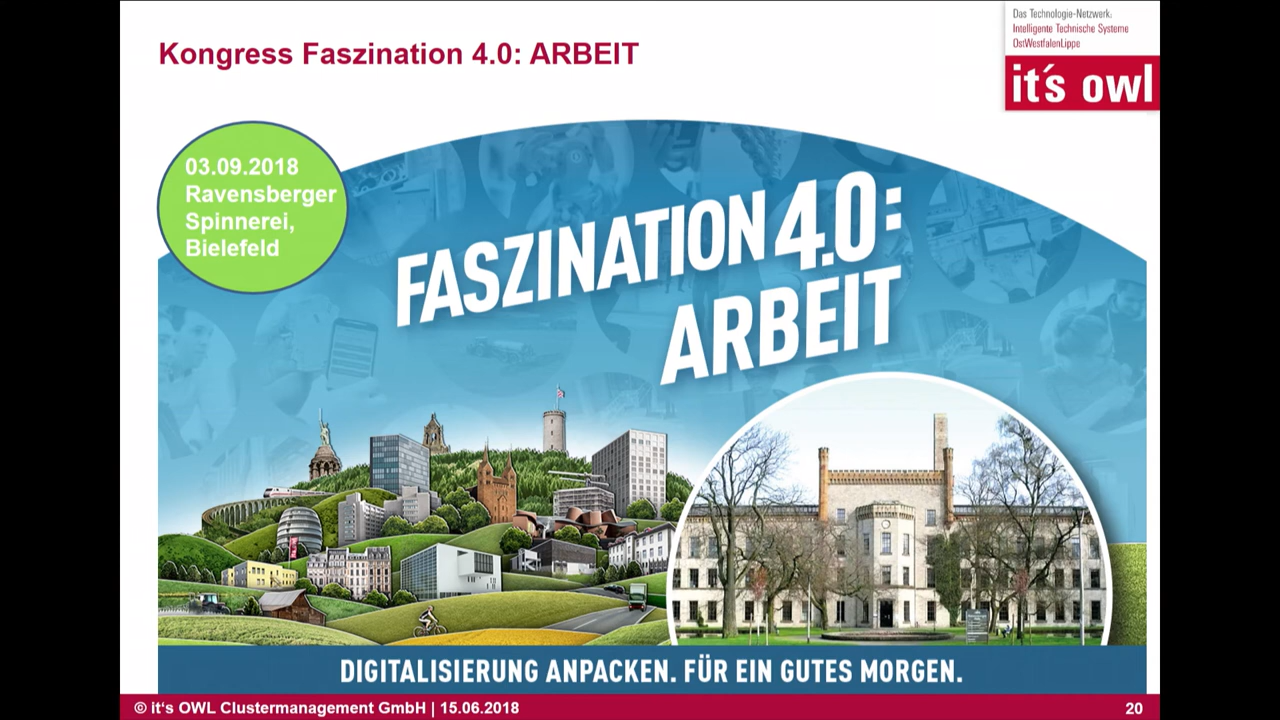 Kongress Faszination 4.0: ARBEIT
Das Technologie-Netzwerk:
Intelligente Technische Systeme
OstWestfalenLippe
it´s owl
03.09.2018
Ravensberger
Spinnerei,
Bielefeld
FASZINATION 4.0:
ARBEIT
DIGITALISIERUNG ANPACKEN. FÜR EIN GUTES MORGEN.
© it‘s OWL Clustermanagement GmbH | 15.06.2018
20